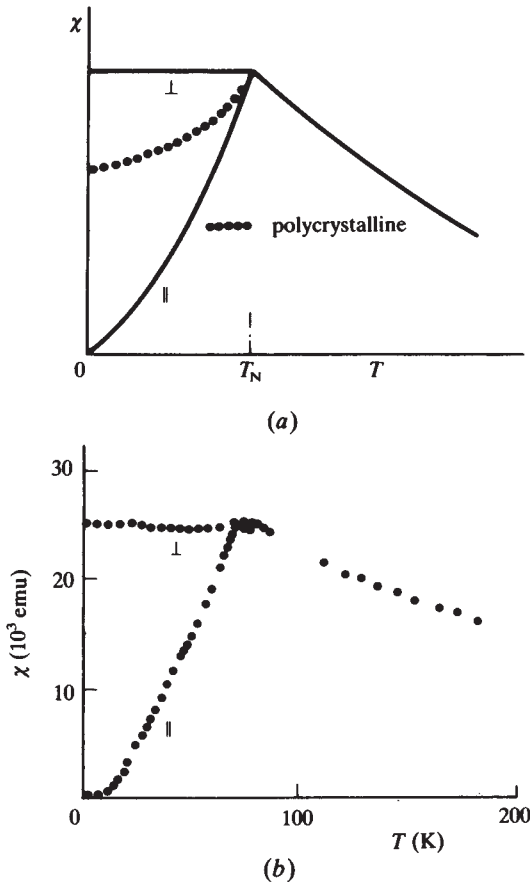 χ
⊥
polycrystalline
∥
0
T_N
T
(a)
30
χ (10³ emu)
⊥
20
10
∥
0
100
200
T (K)
(b)